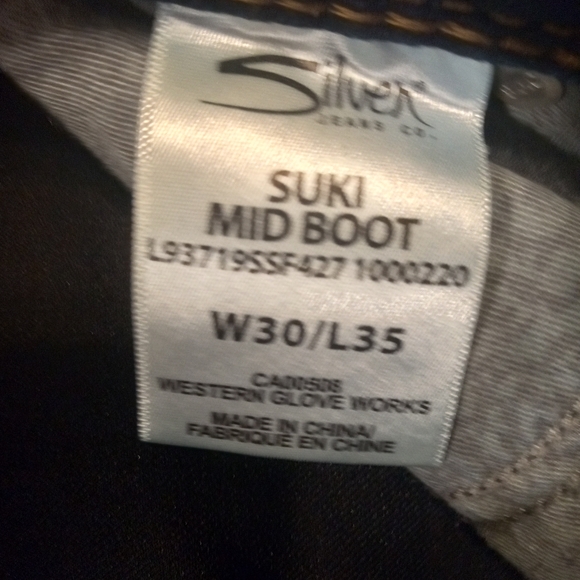 Silver
JEANS CO.
SUKI
MID BOOT
L93719SSF427 1000220
W30/L35
CA00508
WESTERN GLOVE WORKS
MADE IN CHINA/
FABRIQUE EN CHINE